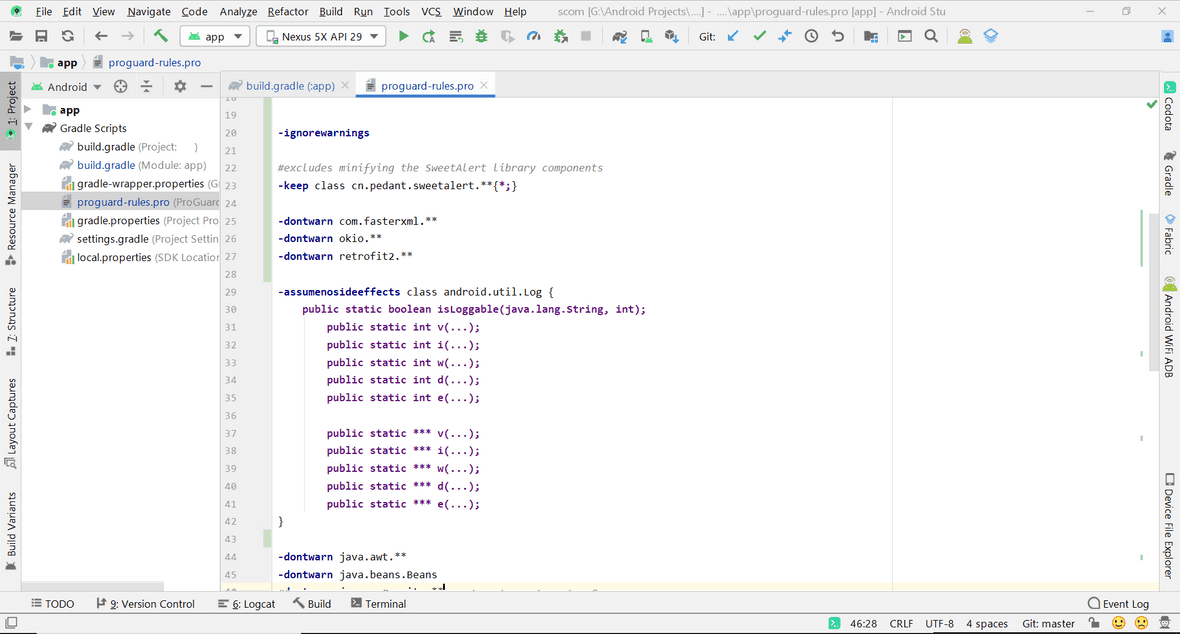 File Edit View Navigate Code Analyze Refactor Build Run Tools VCS Window Help scom [G:\Android Projects\....] - ....\app\proguard-rules.pro [app] - Android Stu
app Nexus 5X API 29 Git:
app proguard-rules.pro
Android
build.gradle (:app) proguard-rules.pro
1: Project
Resource Manager
Z: Structure
Layout Captures
Build Variants
app
Gradle Scripts
build.gradle (Project: )
build.gradle (Module: app)
gradle-wrapper.properties (G
proguard-rules.pro (ProGuard
gradle.properties (Project Pro
settings.gradle (Project Settin
local.properties (SDK Location
18
19
20 -ignorewarnings
21
22 #excludes minifying the SweetAlert library components
23 -keep class cn.pedant.sweetalert.**{*;}
24
25 -dontwarn com.fasterxml.**
26 -dontwarn okio.**
27 -dontwarn retrofit2.**
28
29 -assumenosideeffects class android.util.Log {
30 public static boolean isLoggable(java.lang.String, int);
31 public static int v(...);
32 public static int i(...);
33 public static int w(...);
34 public static int d(...);
35 public static int e(...);
36
37 public static *** v(...);
38 public static *** i(...);
39 public static *** w(...);
40 public static *** d(...);
41 public static *** e(...);
42 }
43
44 -dontwarn java.awt.**
45 -dontwarn java.beans.Beans
Codota
Gradle
Fabric
Android WiFi ADB
Device File Explorer
TODO 9: Version Control 6: Logcat Build Terminal Event Log
46:28 CRLF UTF-8 4 spaces Git: master